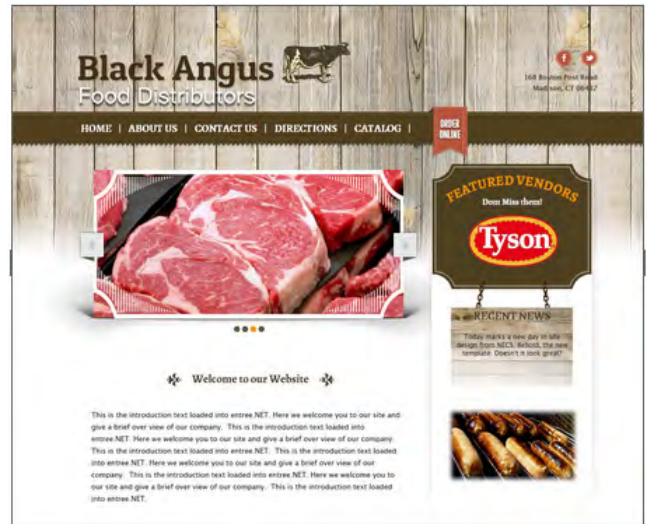 Black Angus
Food Distributors
168 Boston Post Road
Madison, CT 06437
HOME | ABOUT US | CONTACT US | DIRECTIONS | CATALOG |
ORDER
ONLINE
FEATURED VENDORS
Dont Miss them!
Tyson
RECENT NEWS
Today marks a new day in site
design from NECS. Behold, the new
template. Doesn't it look great?
Welcome to our Website
This is the introduction text loaded into entree.NET. Here we welcome you to our site and
give a brief over view of our company. This is the introduction text loaded into
entree.NET. Here we welcome you to our site and give a brief over view of our company.
This is the introduction text loaded into entree.NET. This is the introduction text loaded
into entree.NET. Here we welcome you to our site and give a brief over view of our
company. This is the introduction text loaded into entree.NET. Here we welcome you to
our site and give a brief over view of our company. This is the introduction text loaded
into entree.NET.